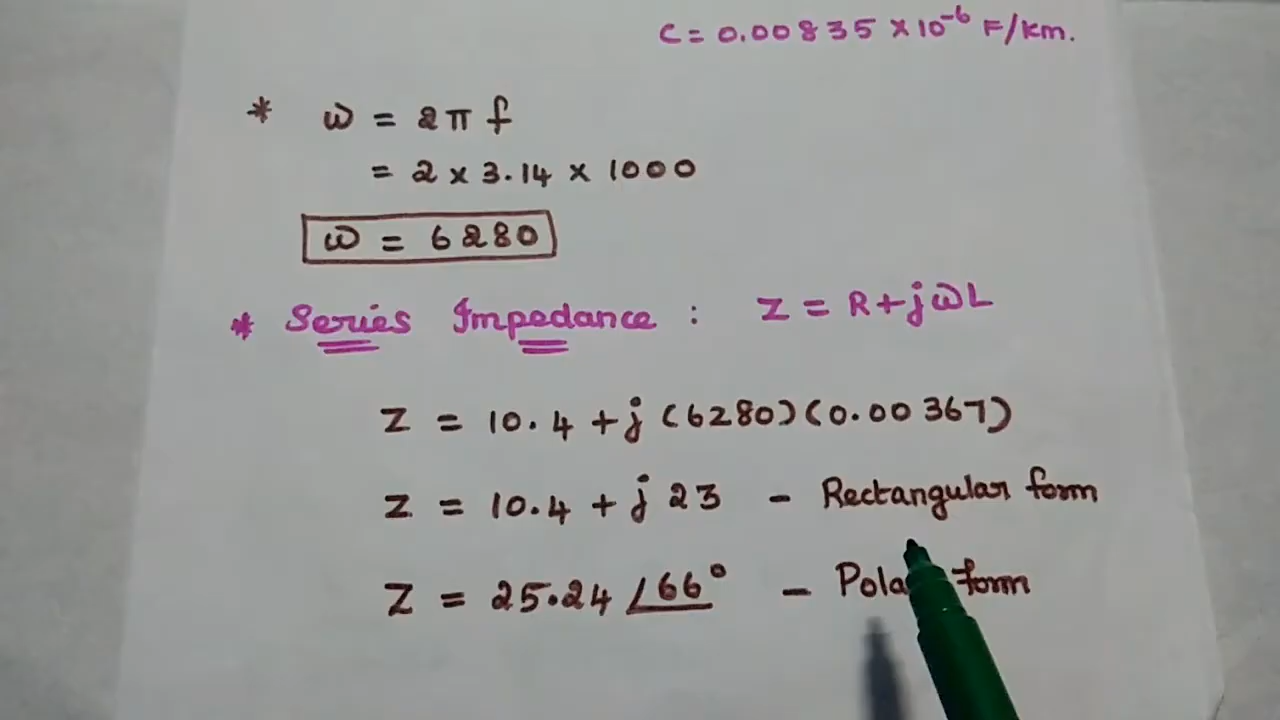 C = 0.00835 × 10⁻⁶ F/km.
* ω = 2π f
= 2 × 3.14 × 1000
ω = 6280
* Series Impedance : Z = R + jωL
Z = 10.4 + j (6280) (0.00367)
Z = 10.4 + j 23 - Rectangular form
Z = 25.24 ∠66° - Pola form